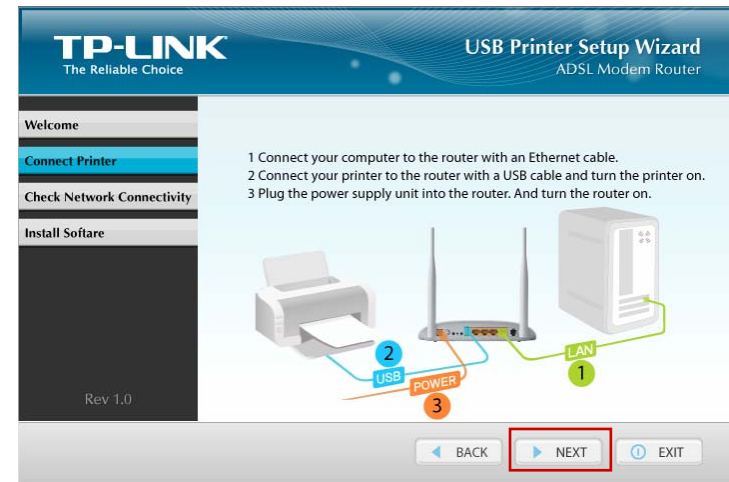 TP-LINK
The Reliable Choice
USB Printer Setup Wizard
ADSL Modem Router
Welcome
Connect Printer
Check Network Connectivity
Install Softare
Rev 1.0
1 Connect your computer to the router with an Ethernet cable.
2 Connect your printer to the router with a USB cable and turn the printer on.
3 Plug the power supply unit into the router. And turn the router on.
2
USB
POWER
3
LAN
1
BACK
NEXT
EXIT